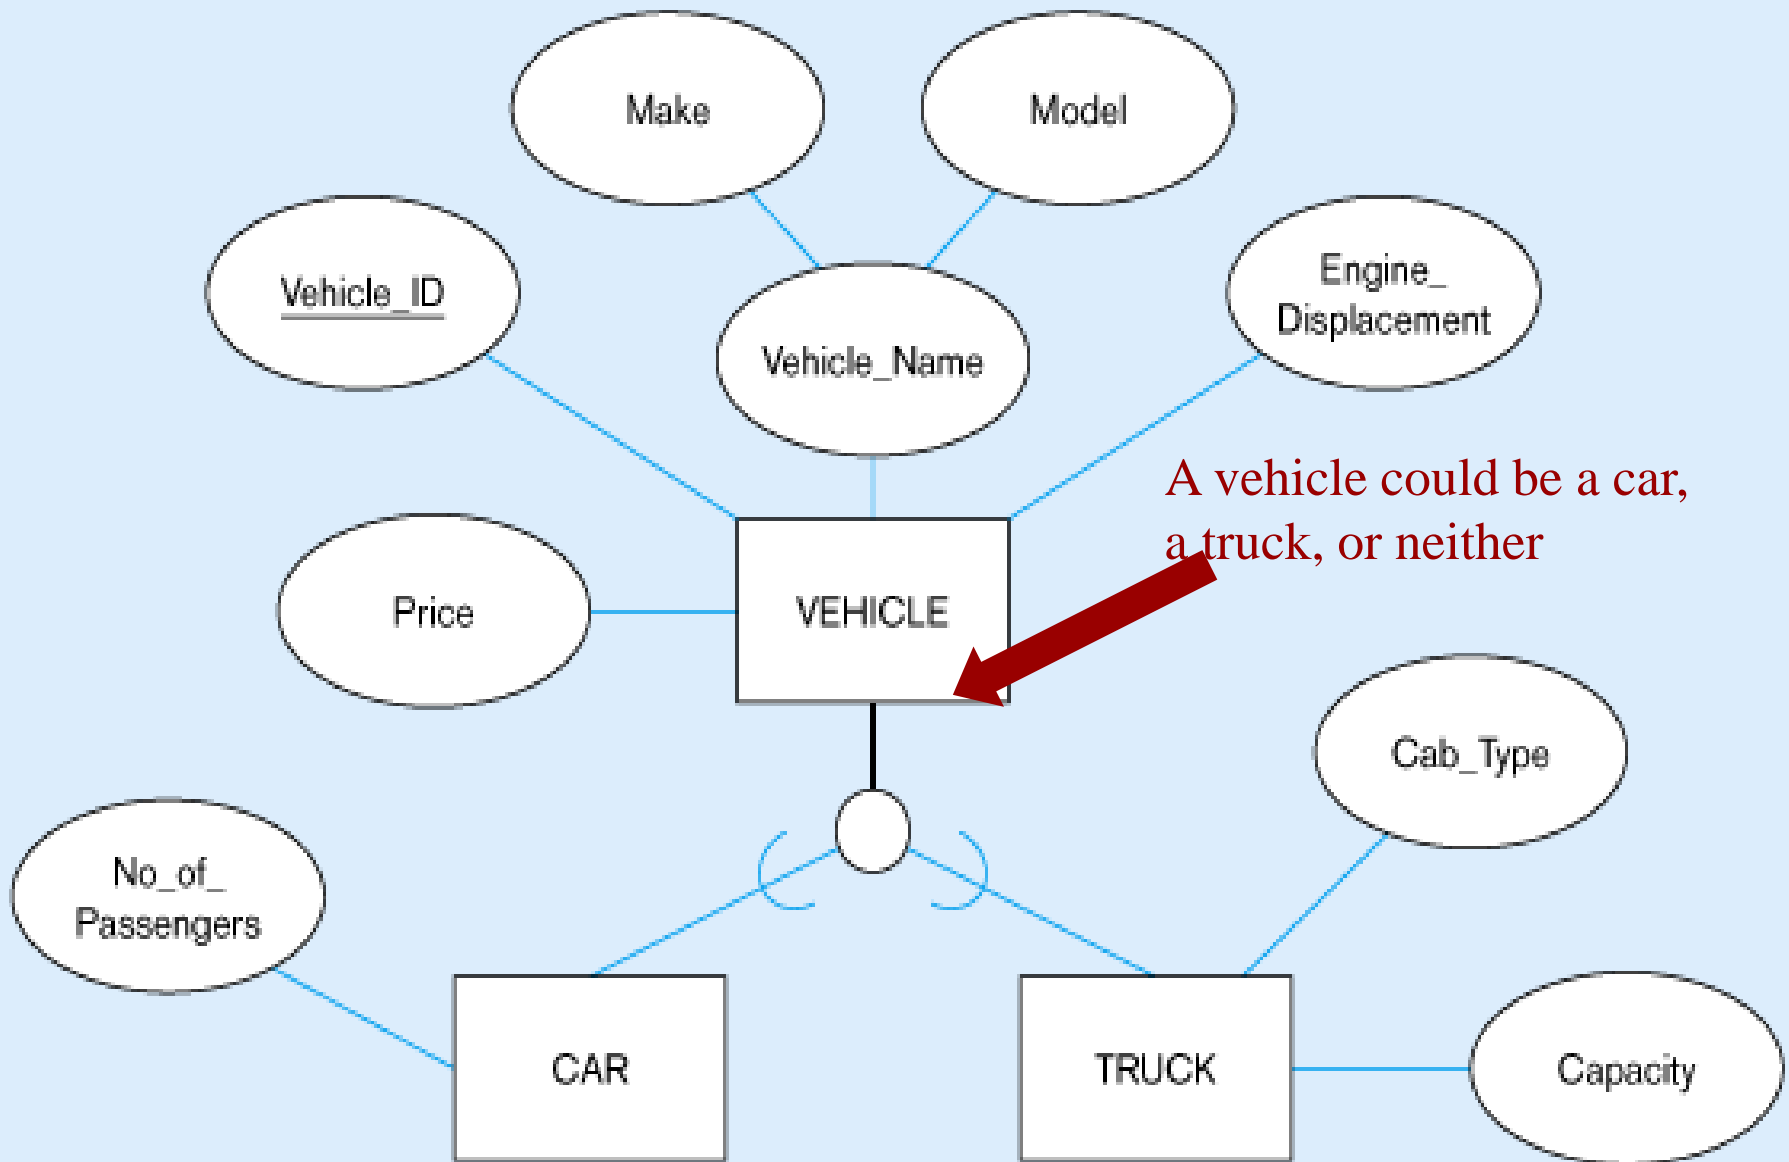 Make
Model
Vehicle_ID
Engine_
Displacement
Vehicle_Name
A vehicle could be a car,
a truck, or neither
Price
VEHICLE
Cab_Type
No_of_
Passengers
CAR
TRUCK
Capacity